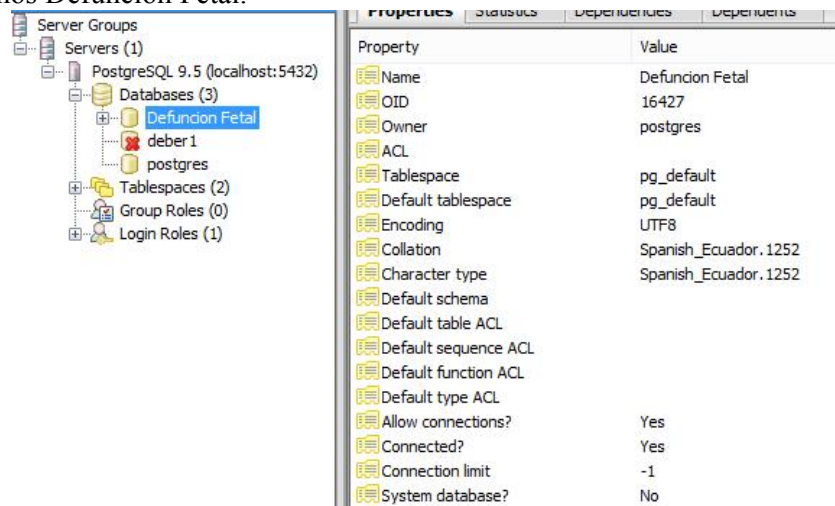 Defuncion Fetal.
Server Groups
Servers (1)
PostgreSQL 9.5 (localhost:5432)
Databases (3)
Defuncion Fetal
deber1
postgres
Tablespaces (2)
Group Roles (0)
Login Roles (1)
Properties Statistics Dependencies Dependents
Property Value
Name Defuncion Fetal
OID 16427
Owner postgres
ACL
Tablespace pg_default
Default tablespace pg_default
Encoding UTF8
Collation Spanish_Ecuador.1252
Character type Spanish_Ecuador.1252
Default schema
Default table ACL
Default sequence ACL
Default function ACL
Default type ACL
Allow connections? Yes
Connected? Yes
Connection limit -1
System database? No